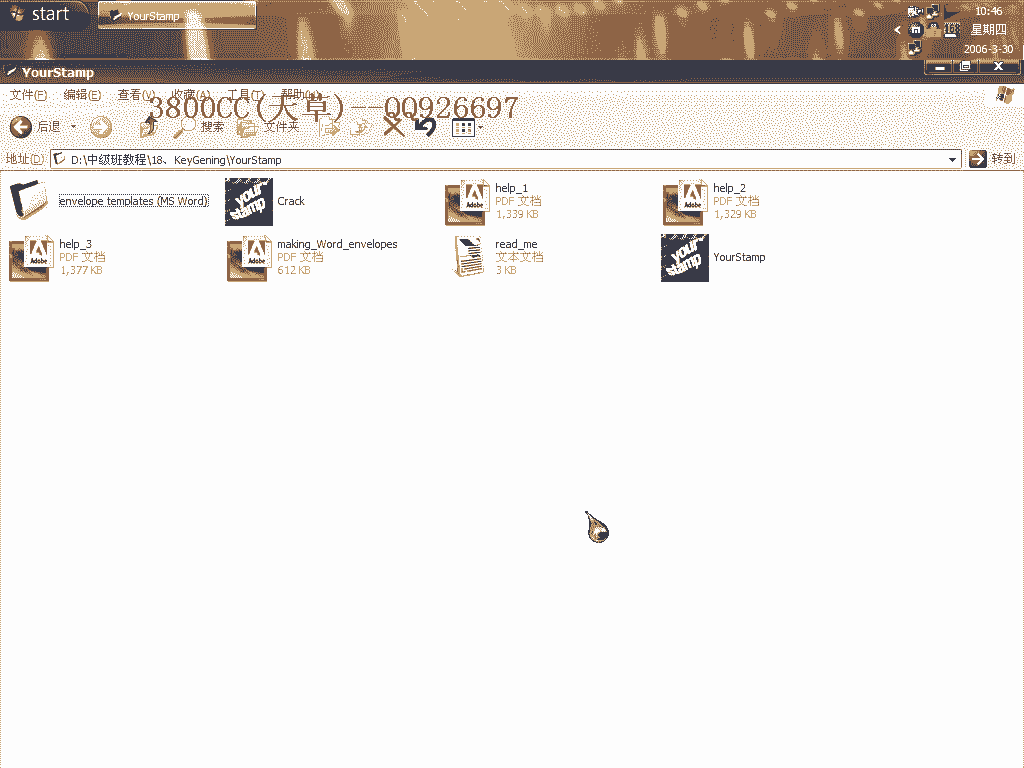 start
YourStamp
10:46
星期四
2006-3-30
YourStamp
文件(F) 编辑(E) 查看(V) 收藏(A) 工具(T) 帮助(H)
3800CC(天草)--QQ926697
后退 搜索 文件夹
地址(D) D:\中级班教程\18、KeyGening\YourStamp 转到
envelope templates (MS Word)
Crack
help_1
PDF 文档
1,339 KB
help_2
PDF 文档
1,329 KB
help_3
PDF 文档
1,377 KB
making_Word_envelopes
PDF 文档
612 KB
read_me
文本文档
3 KB
YourStamp